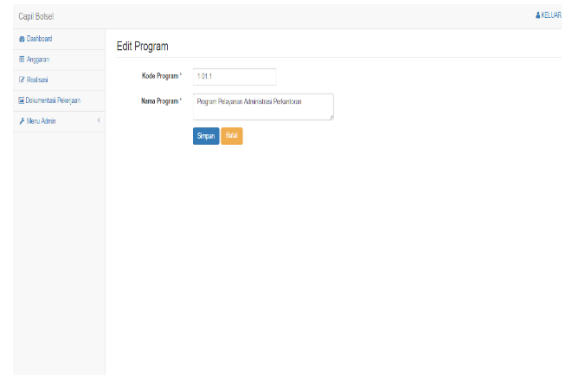 Capil Botsel
KELUAR
Dashboard
Anggaran
Realisasi
Dokumentasi Pekerjaan
Menu Admin
Edit Program
Kode Program *
1.01.1
Nama Program *
Program Pelayanan Administrasi Perkantoran
Simpan
Batal